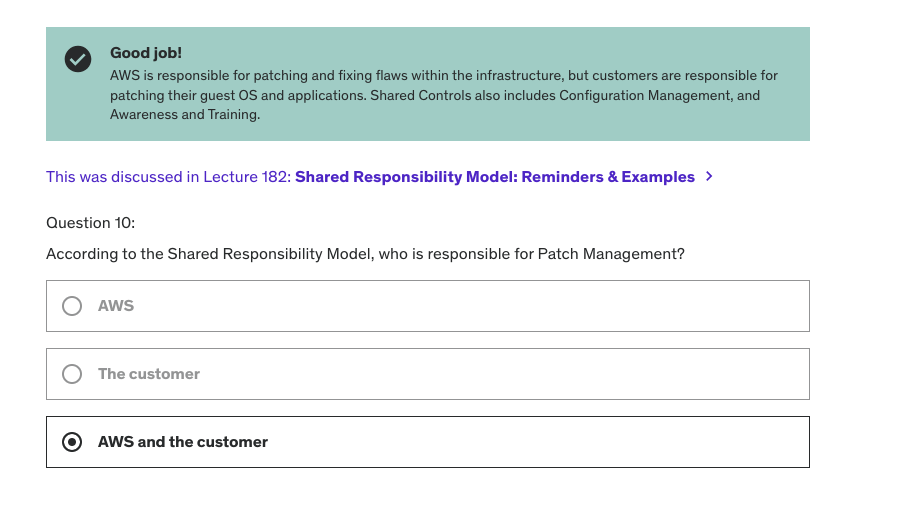 Good job!
AWS is responsible for patching and fixing flaws within the infrastructure, but customers are responsible for
patching their guest OS and applications. Shared Controls also includes Configuration Management, and
Awareness and Training.
This was discussed in Lecture 182: Shared Responsibility Model: Reminders & Examples
Question 10:
According to the Shared Responsibility Model, who is responsible for Patch Management?
AWS
The customer
AWS and the customer